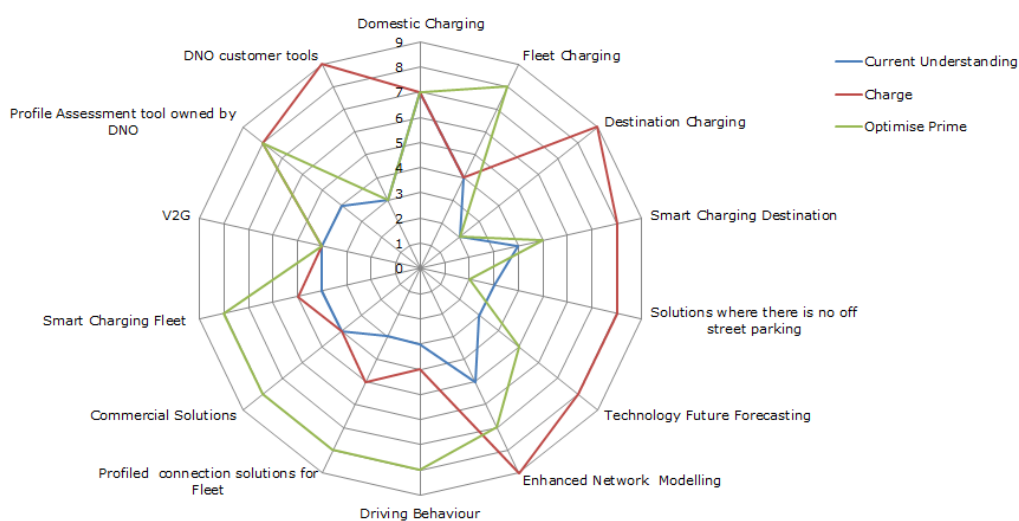 Domestic Charging
DNO customer tools
Fleet Charging
Profile Assessment tool owned by
DNO
Destination Charging
V2G
Smart Charging Destination
Smart Charging Fleet
Solutions where there is no off
street parking
Commercial Solutions
Technology Future Forecasting
Profiled connection solutions for
Fleet
Enhanced Network Modelling
Driving Behaviour
9
8
7
6
5
4
3
2
1
0
Current Understanding
Charge
Optimise Prime